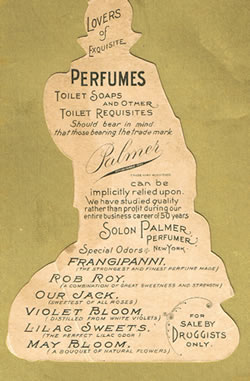 LOVERS
OF
EXQUISITE
PERFUMES
TOILET SOAPS
AND OTHER
TOILET REQUISITES
Should bear in mind
that those bearing the trade mark
Palmer
can be
implicitly relied upon.
We have studied quality
rather than profit during our
entire business career of 50 years
SOLON PALMER,
PERFUMER
NEW YORK.
Special Odors
FRANGIPANNI.
(THE STRONGEST AND FINEST PERFUME MADE)
ROB ROY.
(A COMBINATION OF GREAT SWEETNESS AND STRENGTH)
OUR JACK.
(SWEETEST OF ALL ROSES)
VIOLET BLOOM.
(DISTILLED FROM WHITE VIOLETS)
LILAC SWEETS.
(THE PERFECT LILAC ODOR)
MAY BLOOM.
(A BOUQUET OF NATURAL FLOWERS)
FOR
SALE BY
DRUGGISTS
ONLY.